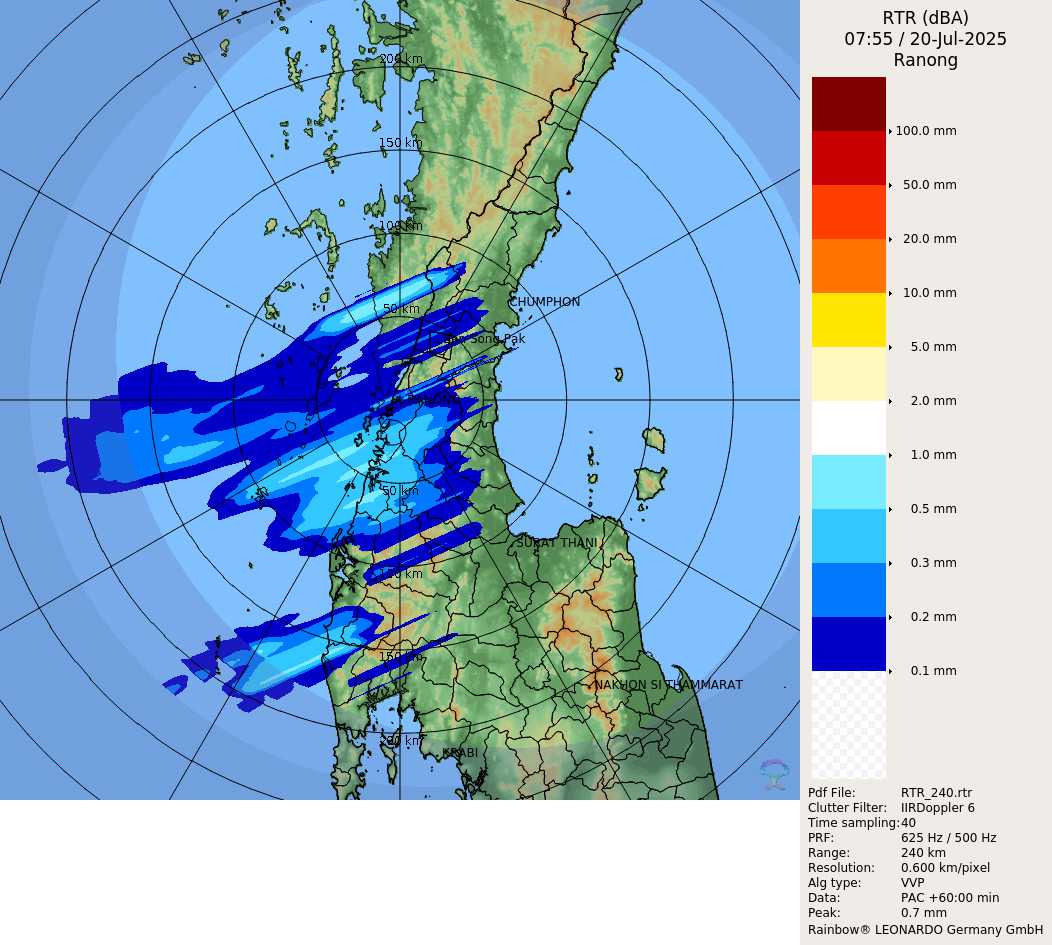 RTR (dBA)
07:55 / 20-Jul-2025
Ranong
200 km
150 km
100 km
50 km
CHUMPHON
Song Pak
RANONG
50 km
SURAT THANI
150 km
NAKHON SI THAMMARAT
200 km
KRABI
100.0 mm
50.0 mm
20.0 mm
10.0 mm
5.0 mm
2.0 mm
1.0 mm
0.5 mm
0.3 mm
0.2 mm
0.1 mm
Pdf File: RTR_240.rtr
Clutter Filter: IIRDoppler 6
Time sampling:40
PRF: 625 Hz / 500 Hz
Range: 240 km
Resolution: 0.600 km/pixel
Alg type: VVP
Data: PAC +60:00 min
Peak: 0.7 mm
Rainbow® LEONARDO Germany GmbH